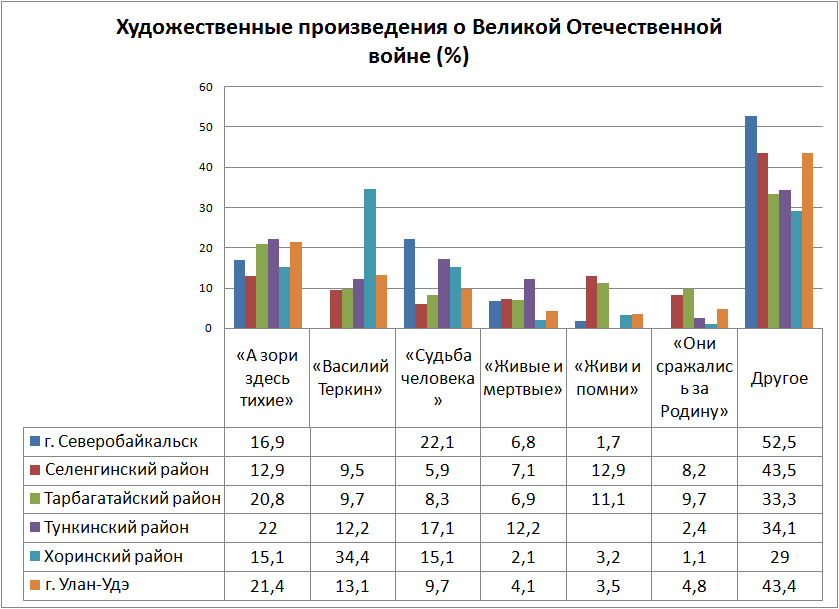 Художественные произведения о Великой Отечественной
войне (%)
60
50
40
30
20
10
0
«А зори
здесь
тихие»
«Василий
Теркин»
«Судьба
человека
»
«Живые и
мертвые»
«Живи и
помни»
«Они
сражалис
ь за
Родину»
Другое
г. Северобайкальск 16,9 22,1 6,8 1,7 52,5
Селенгинский район 12,9 9,5 5,9 7,1 12,9 8,2 43,5
Тарбагатайский район 20,8 9,7 8,3 6,9 11,1 9,7 33,3
Тункинский район 22 12,2 17,1 12,2 2,4 34,1
Хоринский район 15,1 34,4 15,1 2,1 3,2 1,1 29
г. Улан-Удэ 21,4 13,1 9,7 4,1 3,5 4,8 43,4